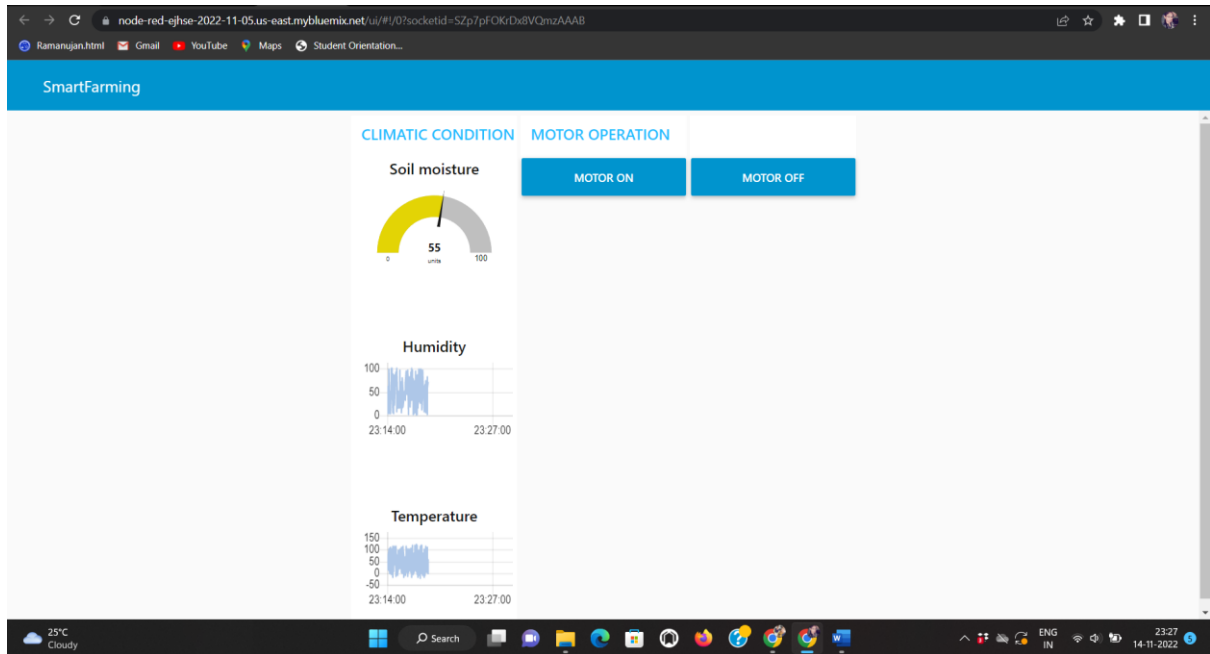 node-red-ejhse-2022-11-05.us-east.mybluemix.net/ui/#!/0?socketid=SZp7pFOKrDx8VQmzAAAB
Ramanujan.html Gmail YouTube Maps Student Orientation...
SmartFarming
CLIMATIC CONDITION MOTOR OPERATION
Soil moisture
MOTOR ON MOTOR OFF
55
0 units 100
Humidity
100
50
0
23:14:00 23:27:00
Temperature
150
100
50
0
-50
23:14:00 23:27:00
25°C
Cloudy
Search
ENG
IN
23:27
14-11-2022
5